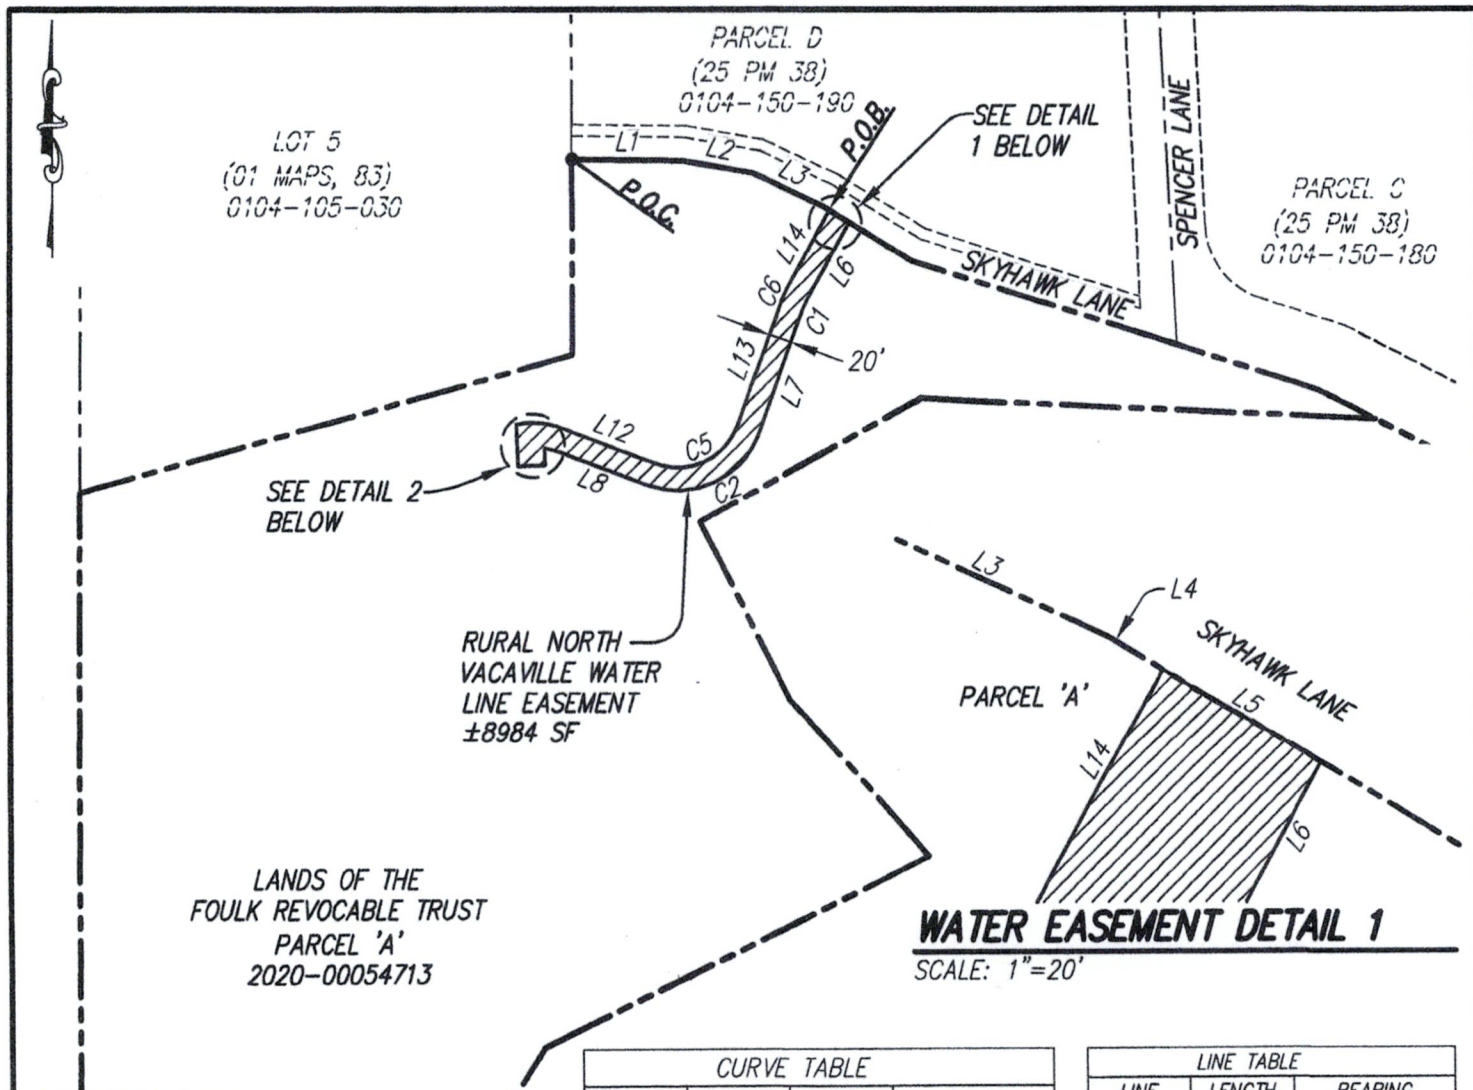 PARCEL D
(25 PM 38)
0104-150-190
LOT 5
(01 MAPS, 83)
0104-105-030
L1
L2
L3
P.O.B.
P.O.C.
SEE DETAIL
1 BELOW
SPENCER LANE
PARCEL C
(25 PM 38)
0104-150-180
SKYHAWK LANE
L14
L6
C6
C1
20'
L13
L7
L12
C5
L8
C2
SEE DETAIL 2
BELOW
RURAL NORTH
VACAVILLE WATER
LINE EASEMENT
±8984 SF
L3
L4
SKYHAWK LANE
PARCEL 'A'
L5
L14
L6
LANDS OF THE
FOULK REVOCABLE TRUST
PARCEL 'A'
2020-00054713
WATER EASEMENT DETAIL 1
SCALE: 1"=20'
CURVE TABLE
LINE TABLE
LINE LENGTH BEARING